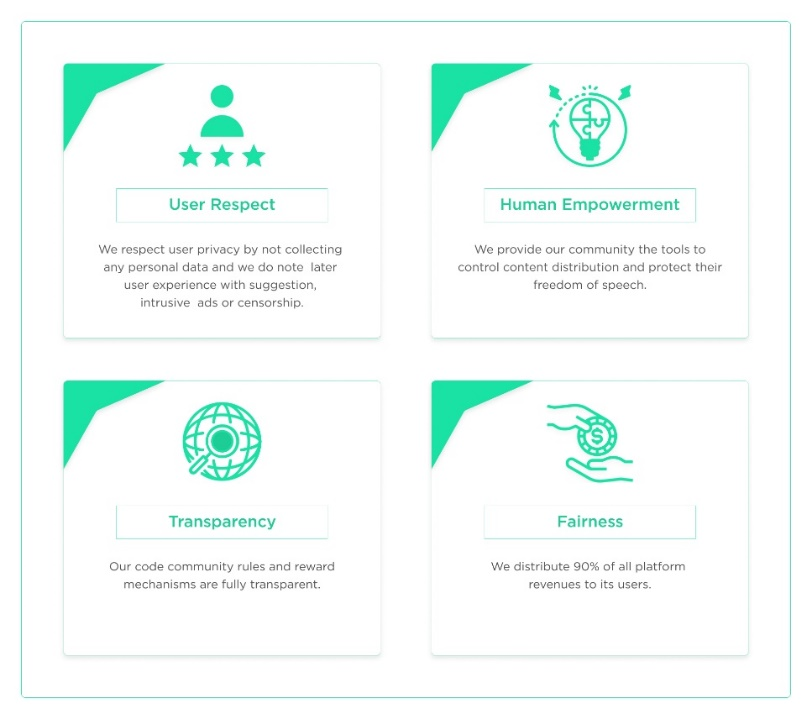 User Respect
We respect user privacy by not collecting
any personal data and we do note later
user experience with suggestion,
intrusive ads or censorship.
Human Empowerment
We provide our community the tools to
control content distribution and protect their
freedom of speech.
Transparency
Our code community rules and reward
mechanisms are fully transparent.
$
Fairness
We distribute 90% of all platform
revenues to its users.